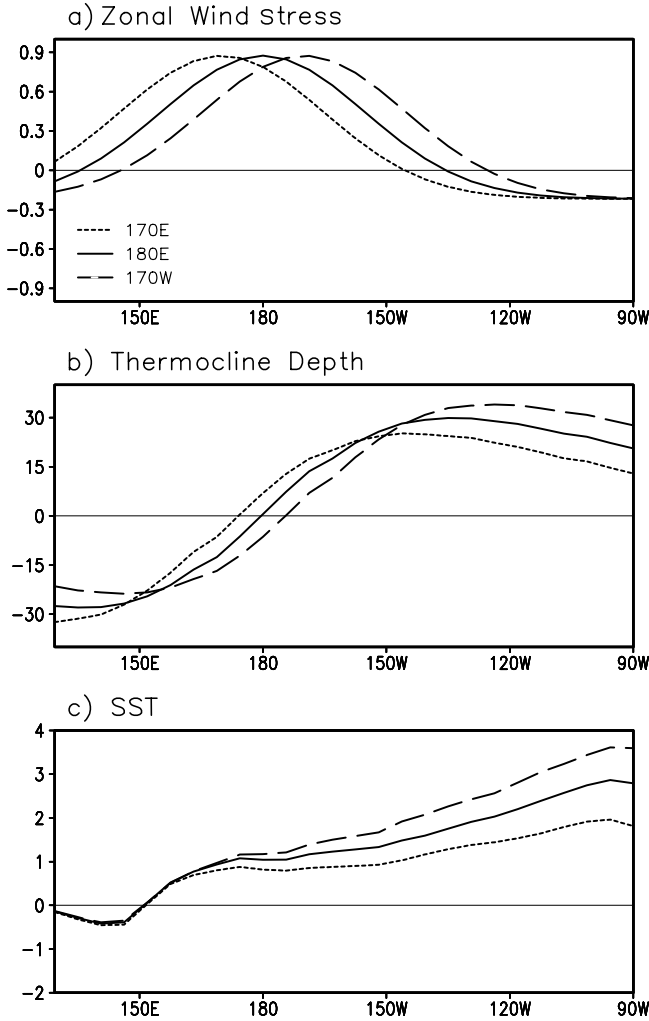 a) Zonal Wind Stress
0.9
0.6
0.3
0
−0.3
−0.6
−0.9
170E
180E
170W
150E 180 150W 120W 90W
b) Thermocline Depth
30
15
0
−15
−30
150E 180 150W 120W 90W
c) SST
4
3
2
1
0
−1
−2
150E 180 150W 120W 90W